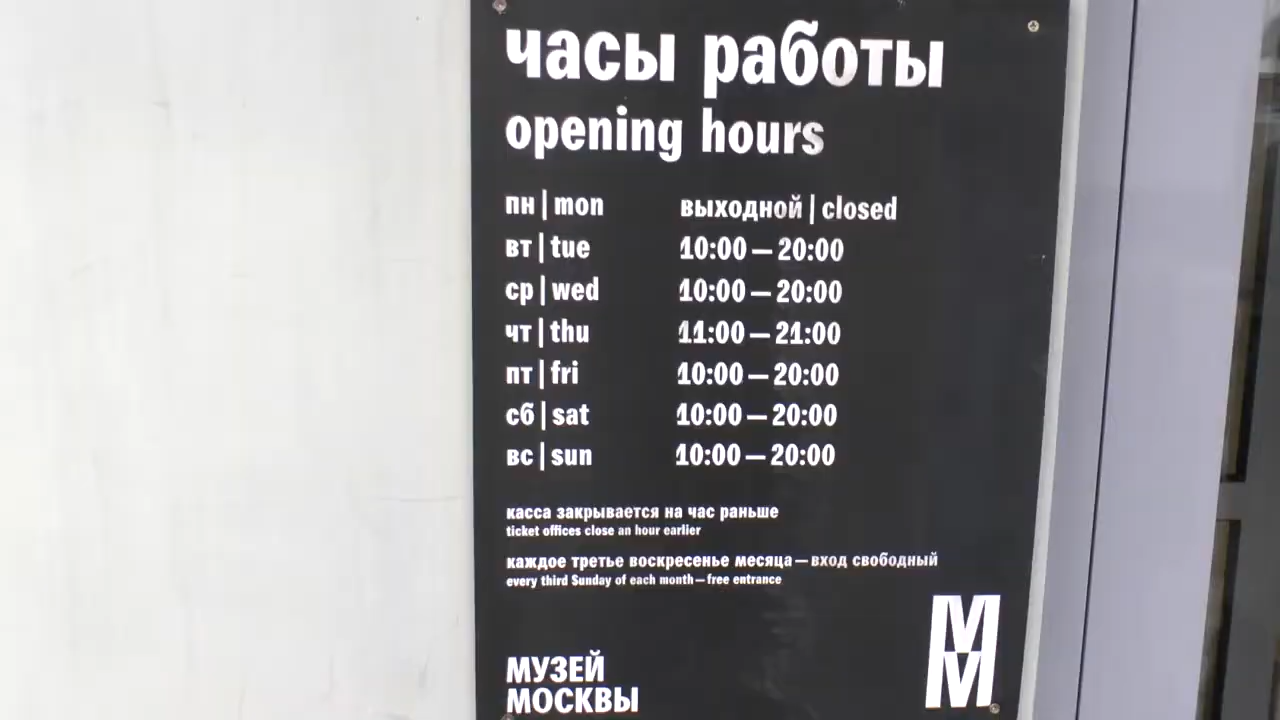 часы работы
opening hours
пн | mon выходной | closed
вт | tue 10:00 — 20:00
ср | wed 10:00 — 20:00
чт | thu 11:00 — 21:00
пт | fri 10:00 — 20:00
сб | sat 10:00 — 20:00
вс | sun 10:00 — 20:00
касса закрывается на час раньше
ticket offices close an hour earlier
каждое третье воскресенье месяца — вход свободный
every third Sunday of each month — free entrance
МУЗЕЙ
МОСКВЫ
М
М